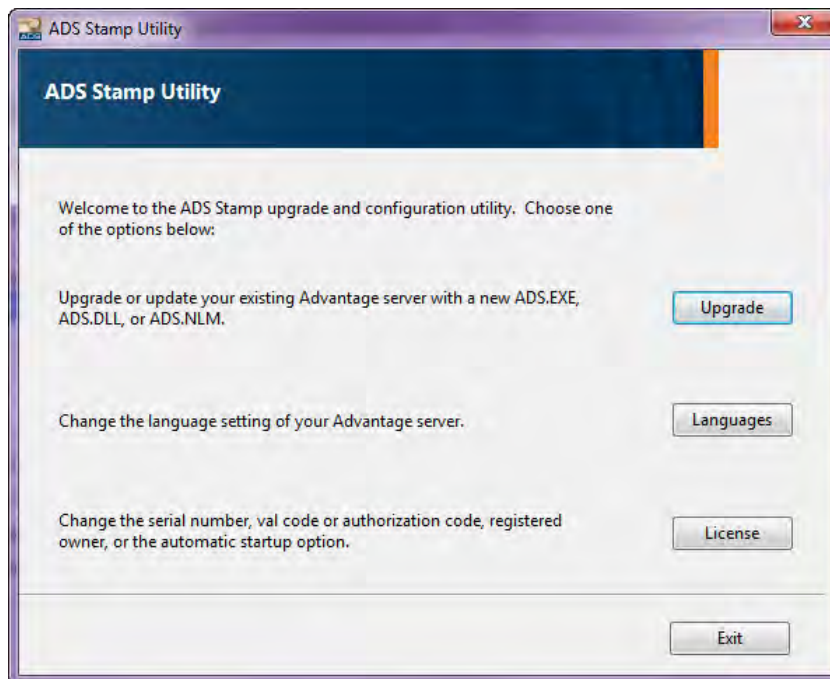 ADS Stamp Utility
ADS Stamp Utility
Welcome to the ADS Stamp upgrade and configuration utility.  Choose one
of the options below:
Upgrade or update your existing Advantage server with a new ADS.EXE,
ADS.DLL, or ADS.NLM.
Upgrade
Change the language setting of your Advantage server.
Languages
Change the serial number, val code or authorization code, registered
owner, or the automatic startup option.
License
Exit